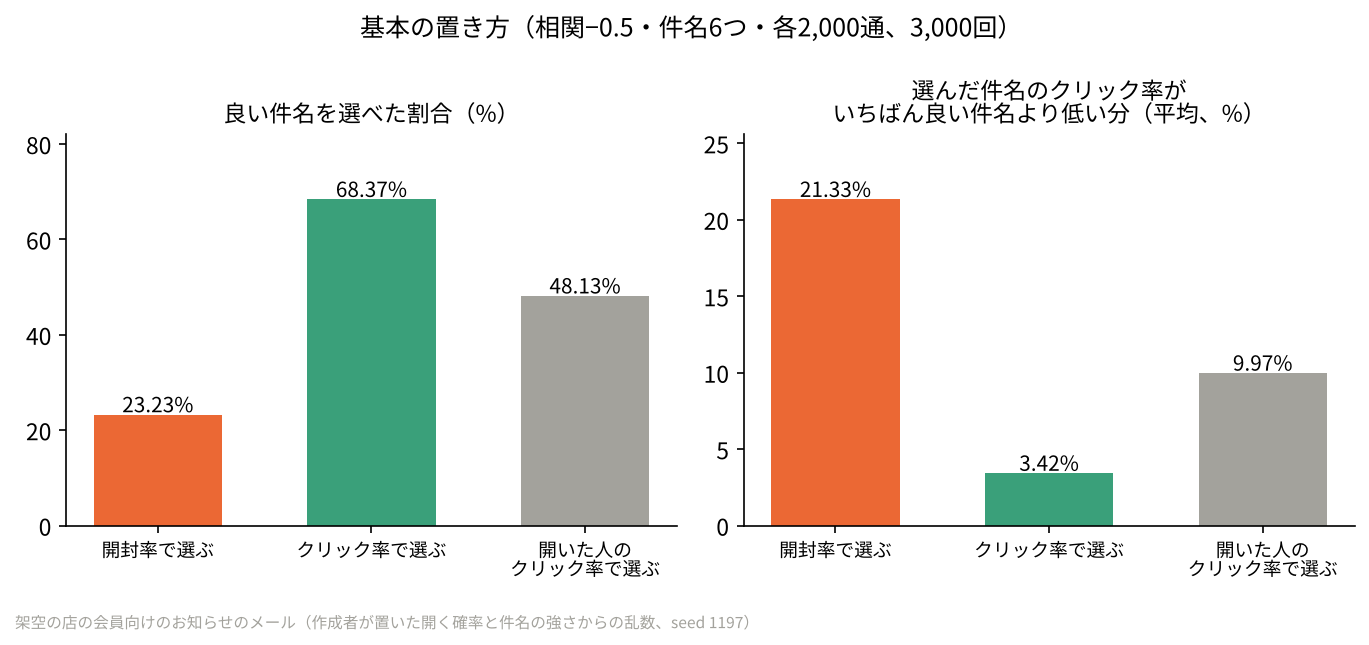 基本の置き方（相関−0.5・件名6つ・各2,000通、3,000回）
良い件名を選べた割合（%）
80
60
40
20
0
23.23%
68.37%
48.13%
開封率で選ぶ
クリック率で選ぶ
開いた人の
クリック率で選ぶ
選んだ件名のクリック率が
いちばん良い件名より低い分（平均、%）
25
20
15
10
5
0
21.33%
3.42%
9.97%
開封率で選ぶ
クリック率で選ぶ
開いた人の
クリック率で選ぶ
架空の店の会員向けのお知らせのメール（作成者が置いた開く確率と件名の強さからの乱数、seed 1197）